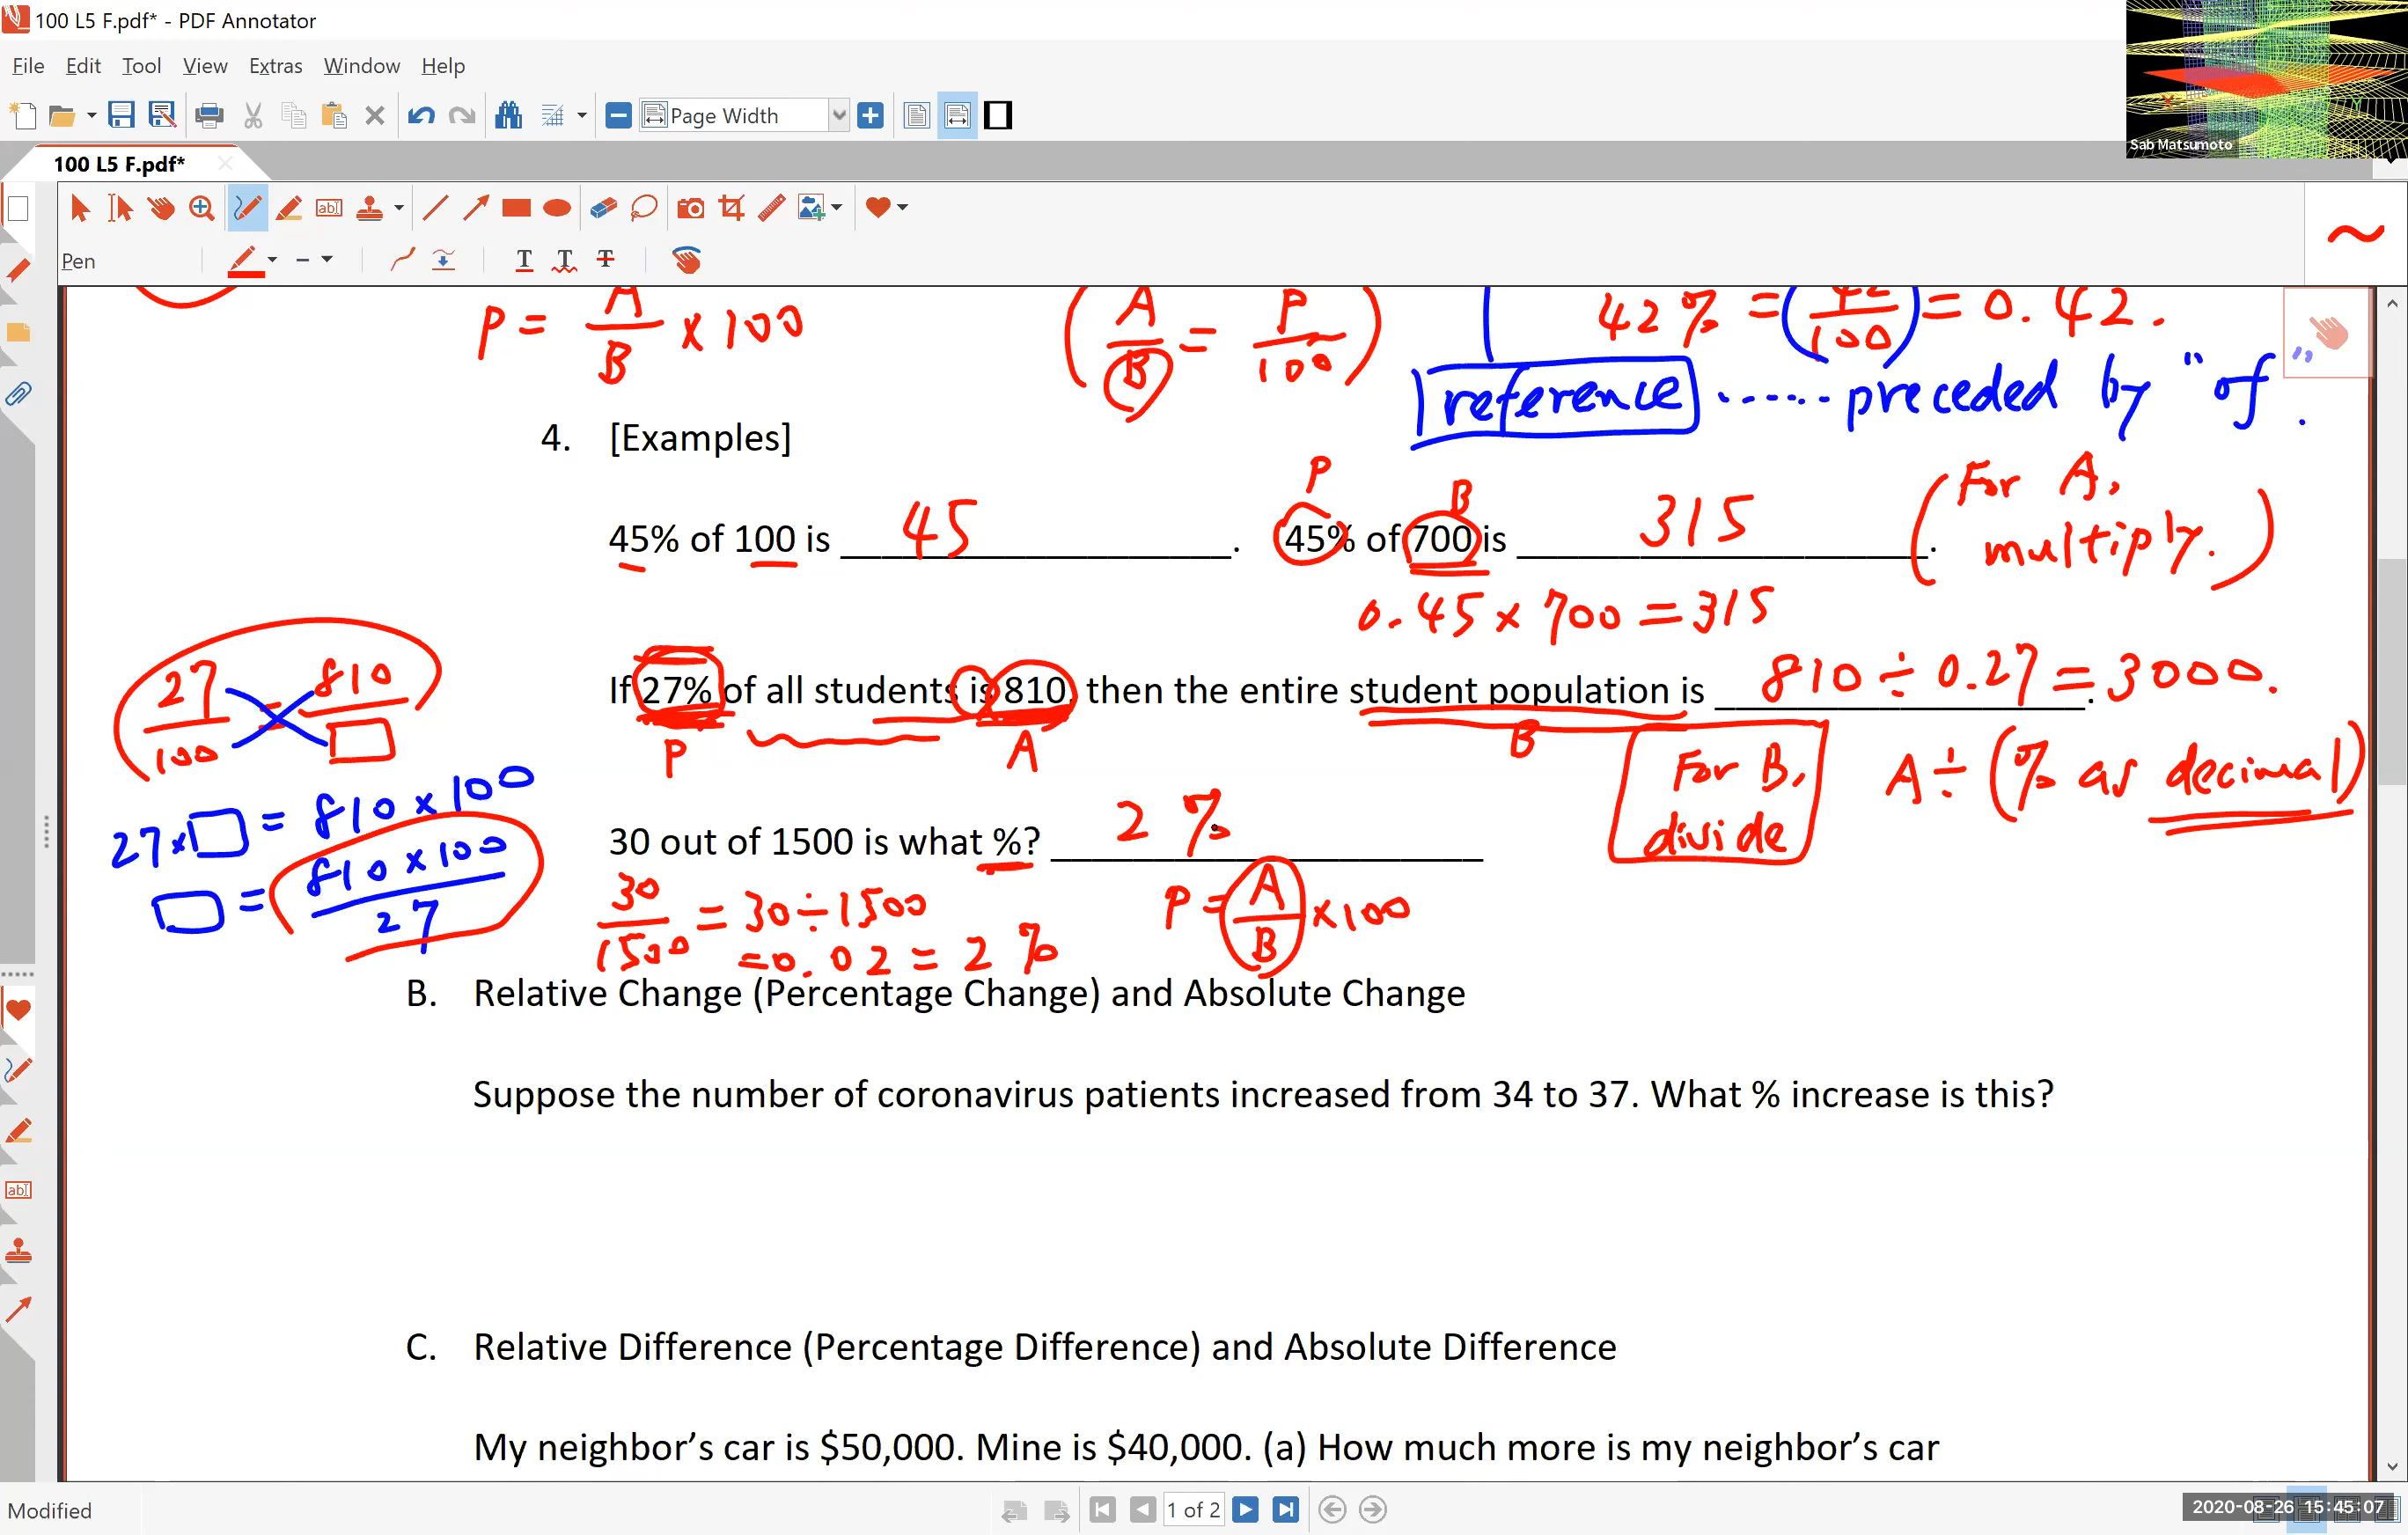 100 L5 F.pdf* - PDF Annotator
File Edit Tool View Extras Window Help
Page Width
Sab Matsumoto
100 L5 F.pdf*
Pen
P = A/B × 100
( A/B = P/100 )
42% = (42/100) = 0.42.
reference ...... preceded by "of".
4. [Examples]
P
B
45% of 100 is 45. 45% of 700 is 315.
(For A, multiply.)
0.45 × 700 = 315
27/100 = 810/□
If 27% of all students is 810, then the entire student population is 810 ÷ 0.27 = 3000.
P A B
For B, divide
A ÷ (% as decimal)
27 × □ = 810 × 100
□ = 810 × 100 / 27
30 out of 1500 is what %? 2%
30/1500 = 30 ÷ 1500
= 0.02 = 2%
P = A/B × 100
B. Relative Change (Percentage Change) and Absolute Change
Suppose the number of coronavirus patients increased from 34 to 37. What % increase is this?
C. Relative Difference (Percentage Difference) and Absolute Difference
My neighbor’s car is $50,000. Mine is $40,000. (a) How much more is my neighbor’s car
Modified
1 of 2
2020-08-26 15:45:07